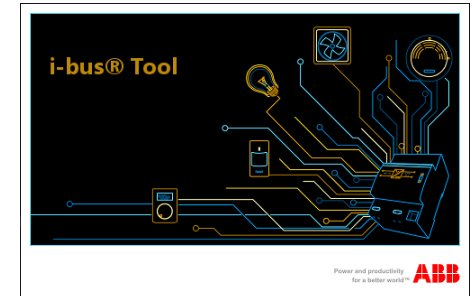 i-bus® Tool
Power and productivity
for a better world™
ABB